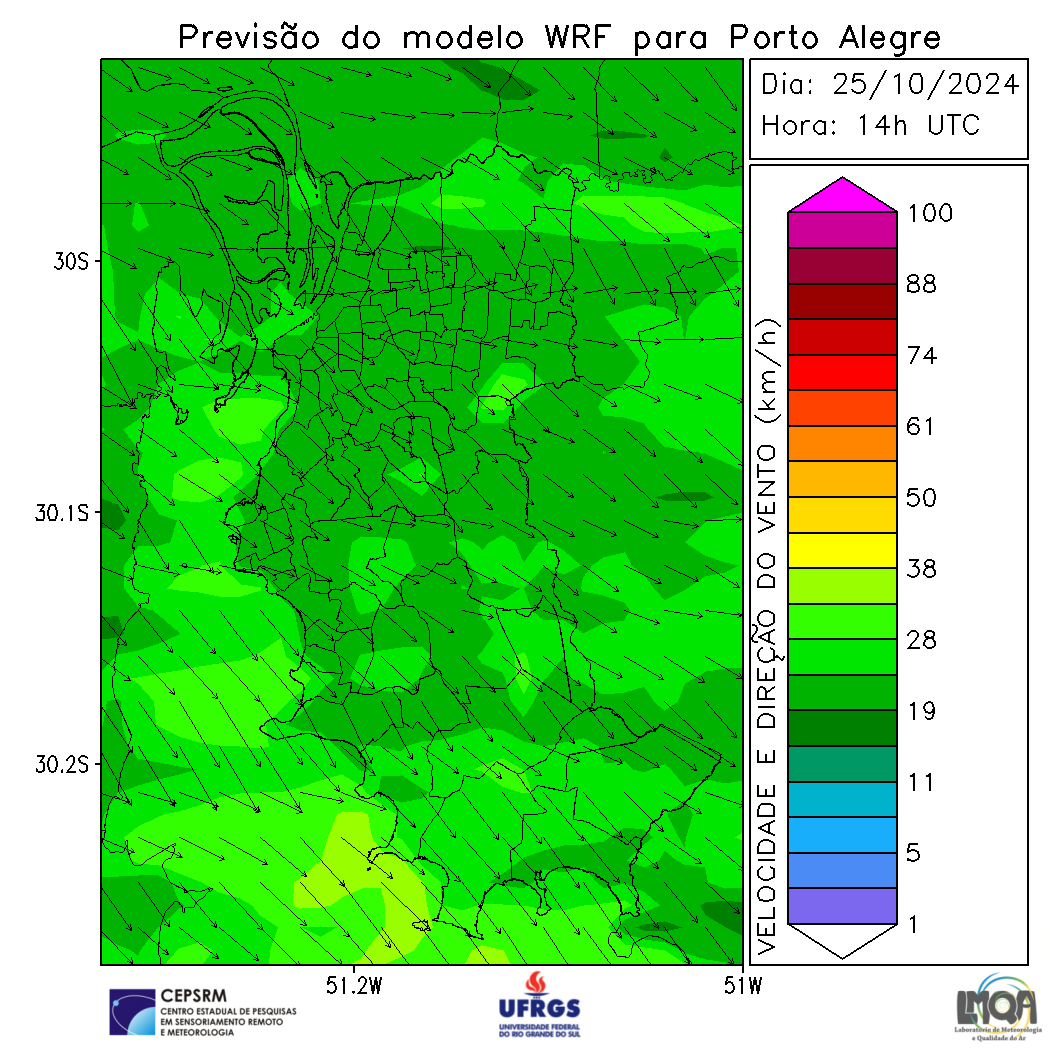 Previsão do modelo WRF para Porto Alegre
Dia: 25/10/2024
Hora: 14h UTC
30S
30.1S
30.2S
51.2W
51W
VELOCIDADE E DIREÇÃO DO VENTO (km/h)
100
88
74
61
50
38
28
19
11
5
1
CEPSRM
CENTRO ESTADUAL DE PESQUISAS
EM SENSORIAMENTO REMOTO
E METEOROLOGIA
UFRGS
UNIVERSIDADE FEDERAL
DO RIO GRANDE DO SUL
LMQA
Laboratório de Meteorologia
e Qualidade do Ar